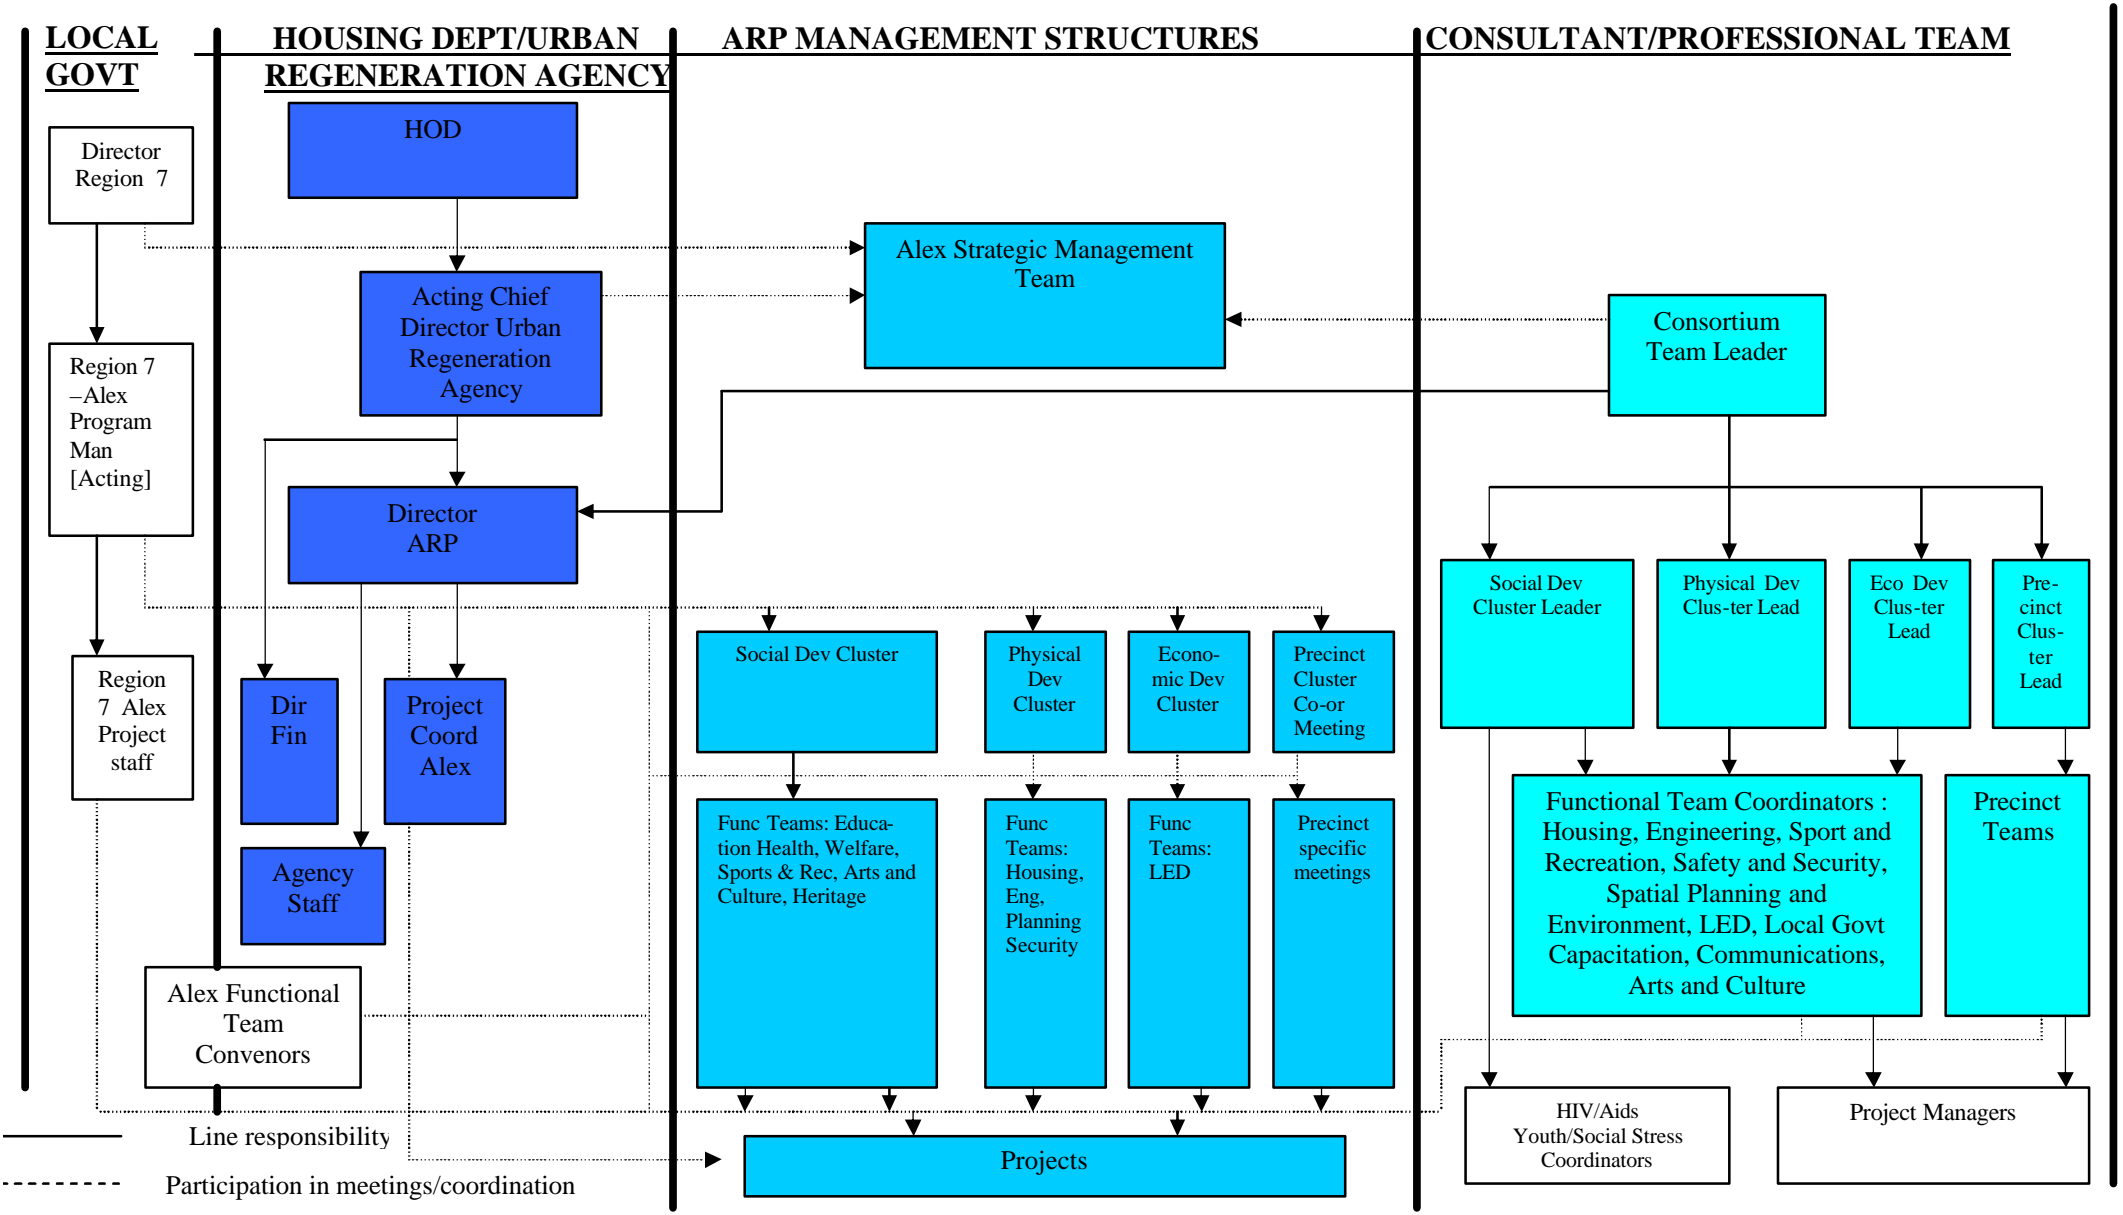 LOCAL
GOVT
HOUSING DEPT/URBAN
REGENERATION AGENCY
ARP MANAGEMENT STRUCTURES
CONSULTANT/PROFESSIONAL TEAM
Director
Region 7
Region 7
–Alex
Program
Man
[Acting]
Region
7 Alex
Project
staff
HOD
Acting Chief
Director Urban
Regeneration
Agency
Director
ARP
Dir
Fin
Project
Coord
Alex
Agency
Staff
Alex Functional
Team
Convenors
Alex Strategic Management
Team
Social Dev Cluster
Physical
Dev
Cluster
Econo-
mic Dev
Cluster
Precinct
Cluster
Co-or
Meeting
Func Teams: Educa-
tion Health, Welfare,
Sports & Rec, Arts and
Culture, Heritage
Func
Teams:
Housing,
Eng,
Planning
Security
Func
Teams:
LED
Precinct
specific
meetings
Projects
Consortium
Team Leader
Social Dev
Cluster Leader
Physical Dev
Clus-ter Lead
Eco Dev
Clus-ter
Lead
Pre-
cinct
Clus-
ter
Lead
Functional Team Coordinators :
Housing, Engineering, Sport and
Recreation, Safety and Security,
Spatial Planning and
Environment, LED, Local Govt
Capacitation, Communications,
Arts and Culture
Precinct
Teams
HIV/Aids
Youth/Social Stress
Coordinators
Project Managers
Line responsibility
Participation in meetings/coordination